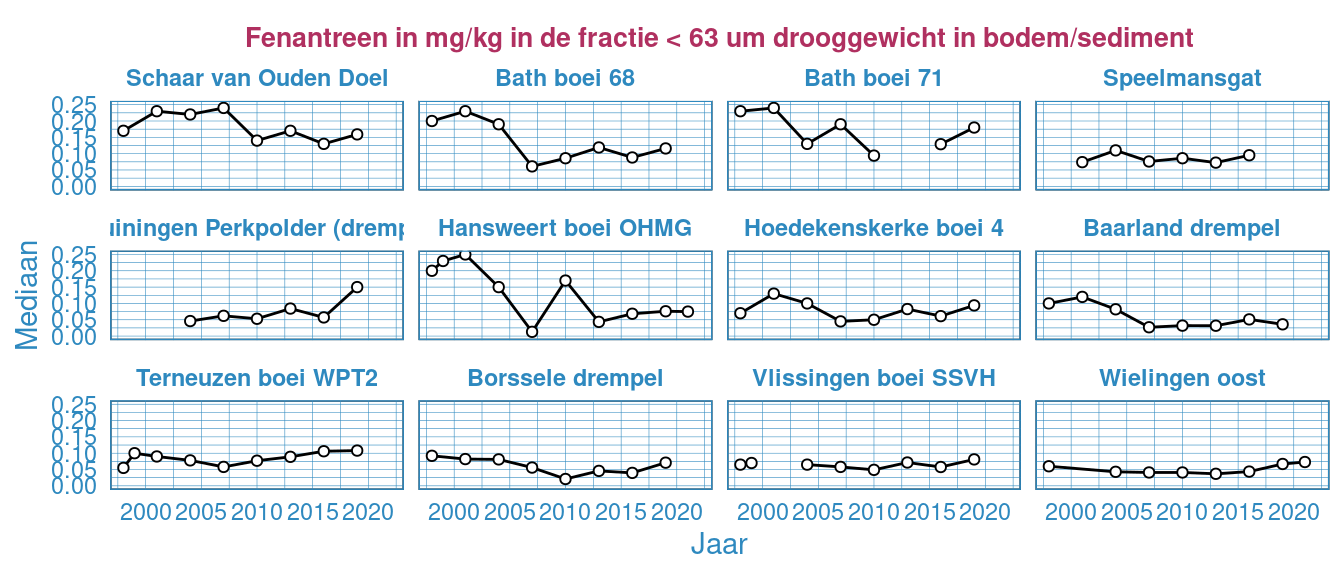 Fenantreen in mg/kg in de fractie < 63 um drooggewicht in bodem/sediment
Schaar van Ouden Doel Bath boei 68 Bath boei 71 Speelmansgat
0.25
0.20
0.15
0.10
0.05
0.00
uiningen Perkpolder (dremp Hansweert boei OHMG Hoedekenskerke boei 4 Baarland drempel
0.25
0.20
0.15
0.10
0.05
0.00
Mediaan
Terneuzen boei WPT2 Borssele drempel Vlissingen boei SSVH Wielingen oost
0.25
0.20
0.15
0.10
0.05
0.00
2000 2005 2010 2015 2020 2000 2005 2010 2015 2020 2000 2005 2010 2015 2020 2000 2005 2010 2015 2020
Jaar